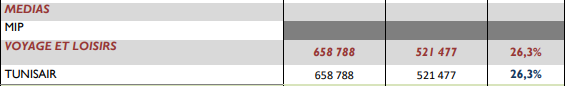 MEDIAS
MIP
VOYAGE ET LOISIRS 658 788 521 477 26,3%
TUNISAIR 658 788 521 477 26,3%